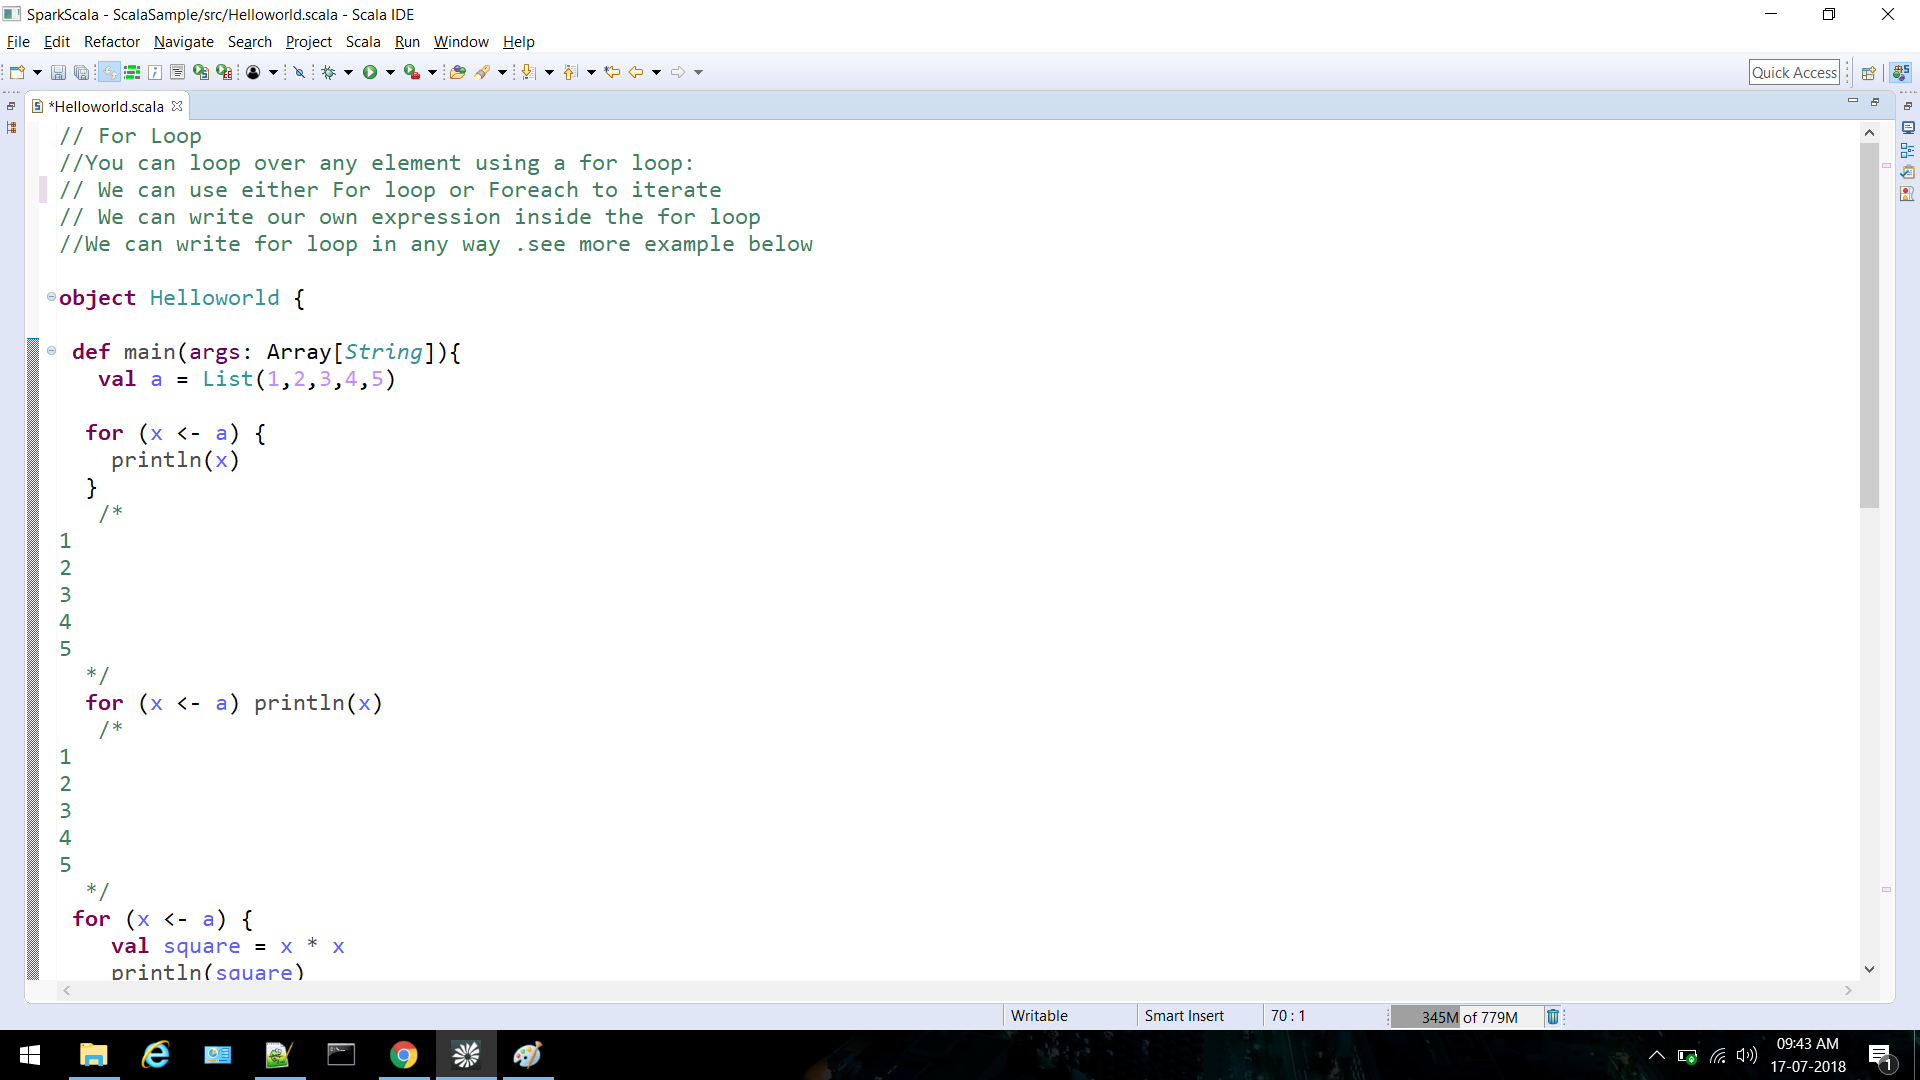 SparkScala - ScalaSample/src/Helloworld.scala - Scala IDE
File Edit Refactor Navigate Search Project Scala Run Window Help
Quick Access
*Helloworld.scala
// For Loop
//You can loop over any element using a for loop:
// We can use either For loop or Foreach to iterate
// We can write our own expression inside the for loop
//We can write for loop in any way .see more example below
object Helloworld {
def main(args: Array[String]){
val a = List(1,2,3,4,5)
for (x <- a) {
println(x)
}
/*
1
2
3
4
5
*/
for (x <- a) println(x)
/*
1
2
3
4
5
*/
for (x <- a) {
val square = x * x
println(square)
Writable Smart Insert 70 : 1 345M of 779M
09:43 AM
17-07-2018
1